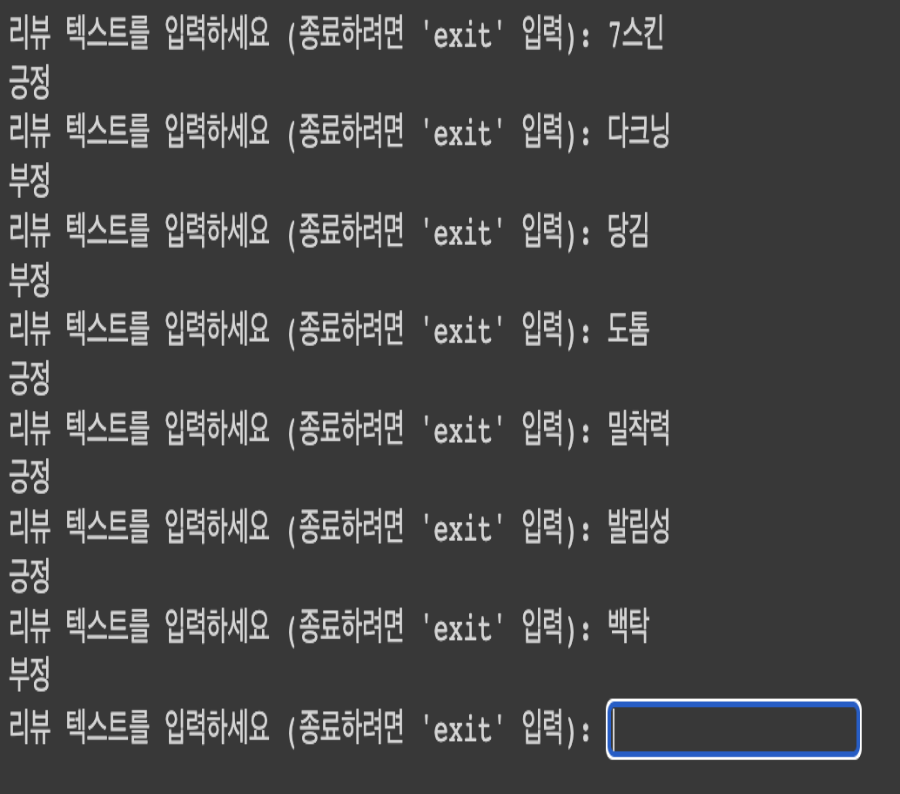 리뷰 텍스트를 입력하세요 (종료하려면 'exit' 입력): 7스킨
긍정
리뷰 텍스트를 입력하세요 (종료하려면 'exit' 입력): 다크닝
부정
리뷰 텍스트를 입력하세요 (종료하려면 'exit' 입력): 당김
부정
리뷰 텍스트를 입력하세요 (종료하려면 'exit' 입력): 도톰
긍정
리뷰 텍스트를 입력하세요 (종료하려면 'exit' 입력): 밀착력
긍정
리뷰 텍스트를 입력하세요 (종료하려면 'exit' 입력): 발림성
긍정
리뷰 텍스트를 입력하세요 (종료하려면 'exit' 입력): 백탁
부정
리뷰 텍스트를 입력하세요 (종료하려면 'exit' 입력):